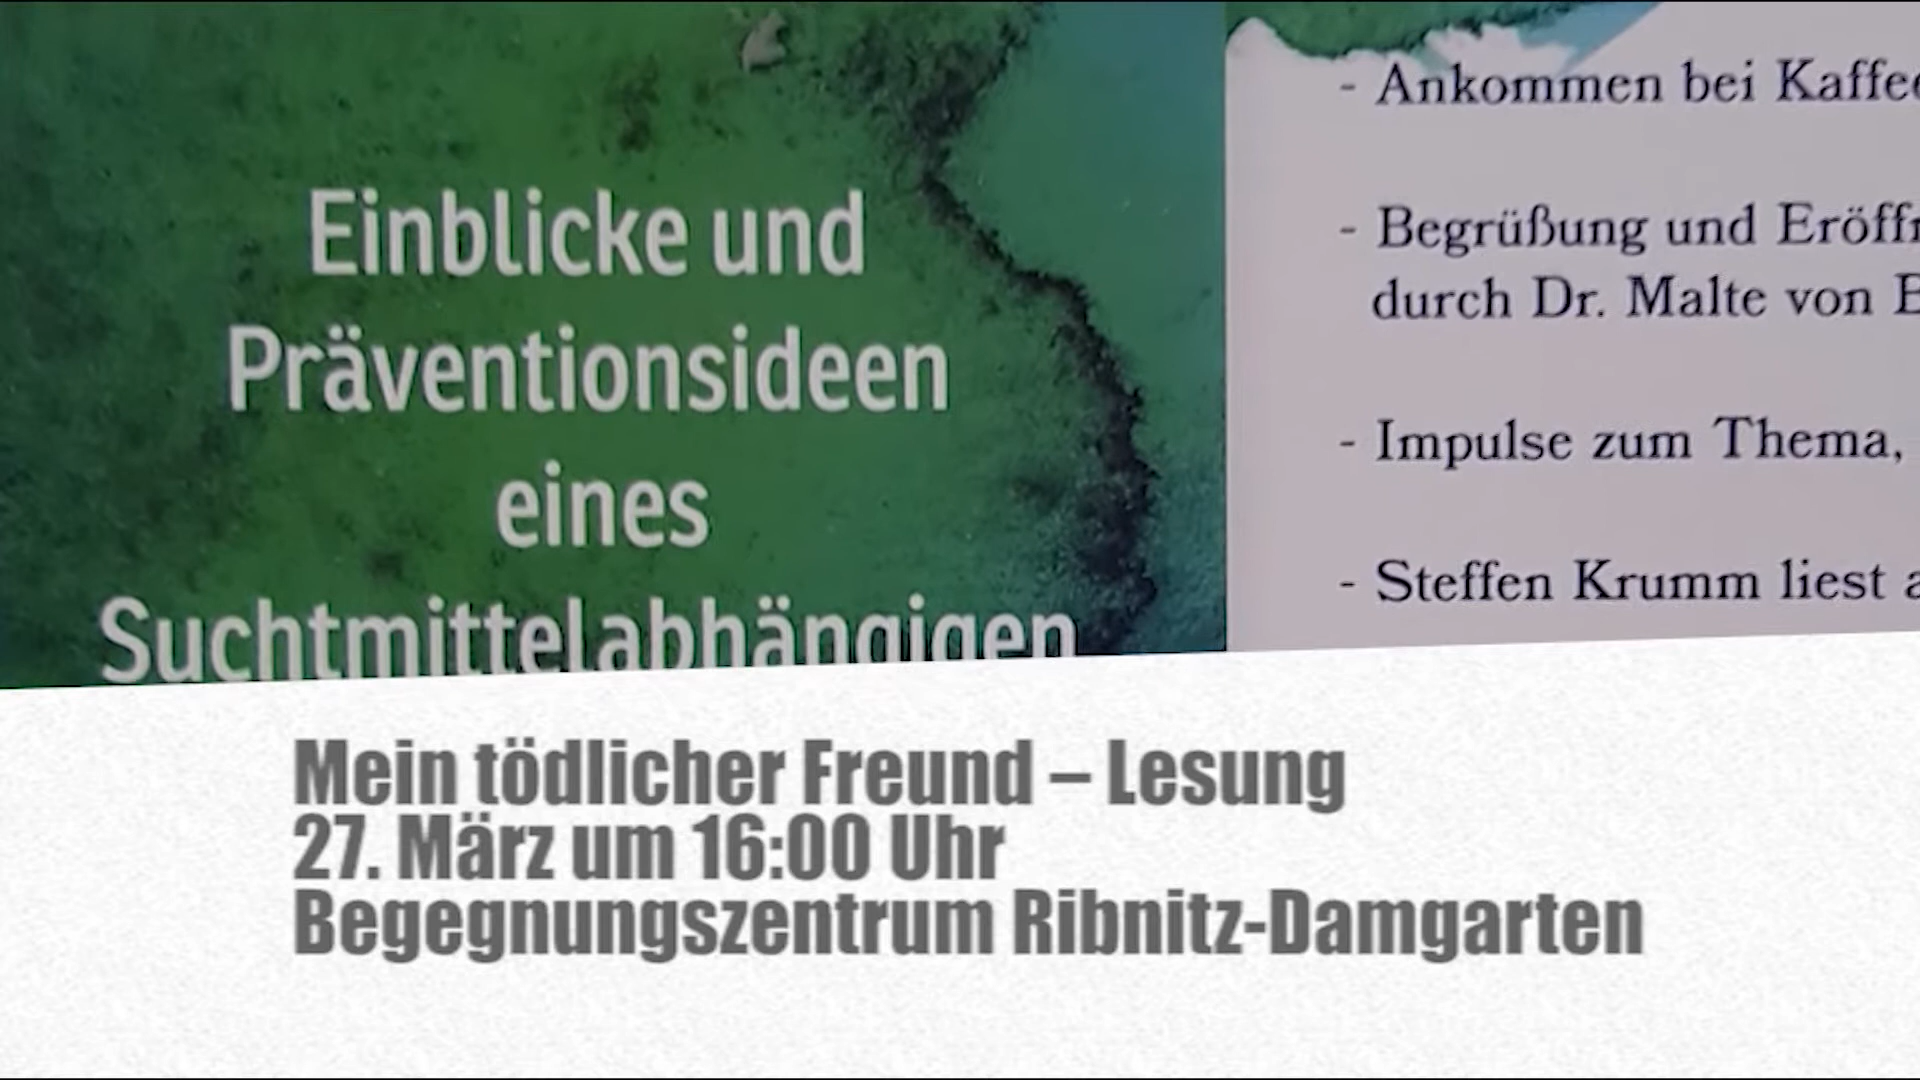 Einblicke und
Präventionsideen
eines
Suchtmittelabhängigen
- Ankommen bei Kaffee
- Begrüßung und
durch Dr. Malte von
- Impulse zum Thema,
- Steffen Krumm liest
Mein tödlicher Freund – Lesung
27. März um 16:00 Uhr
Begegnungszentrum Ribnitz-Damgarten